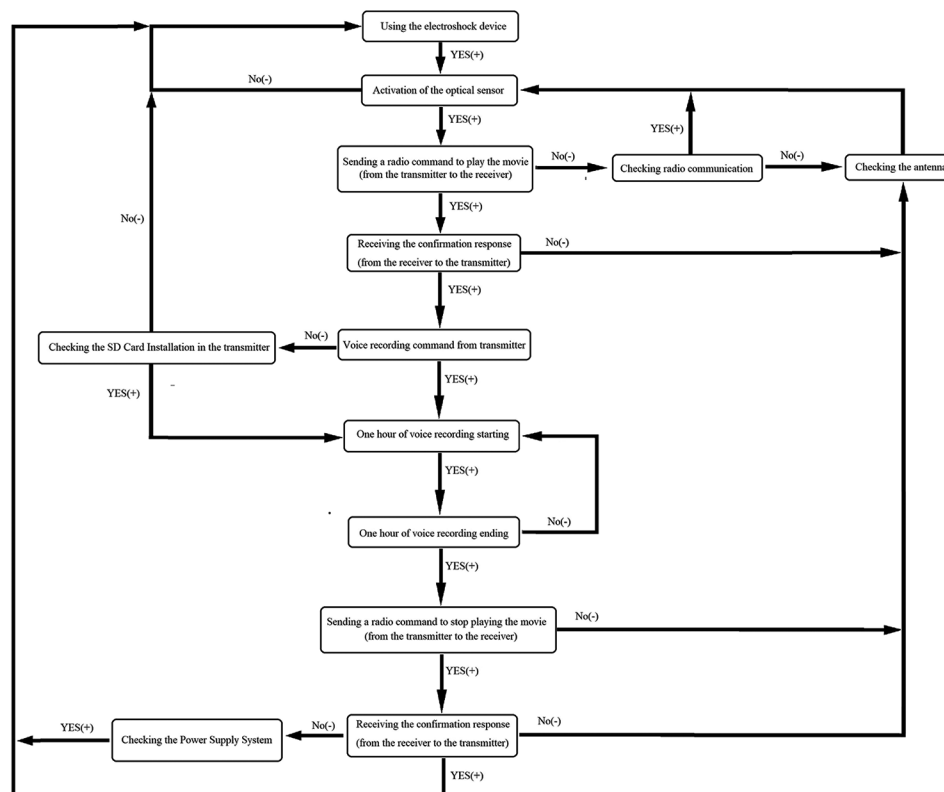 Using the electroshock device
YES(+)
No(-)
Activation of the optical sensor
YES(+)
YES(+)
Sending a radio command to play the movie
(from the transmitter to the receiver)
No(-)
Checking radio communication
No(-)
Checking the antenna
YES(+)
No(-)
Receiving the confirmation response
(from the receiver to the transmitter)
No(-)
YES(+)
Checking the SD Card Installation in the transmitter
No(-)
Voice recording command from transmitter
YES(+)
YES(+)
One hour of voice recording starting
YES(+)
One hour of voice recording ending
No(-)
YES(+)
Sending a radio command to stop playing the movie
(from the transmitter to the receiver)
No(-)
YES(+)
YES(+)
Checking the Power Supply System
No(-)
Receiving the confirmation response
(from the receiver to the transmitter)
No(-)
YES(+)